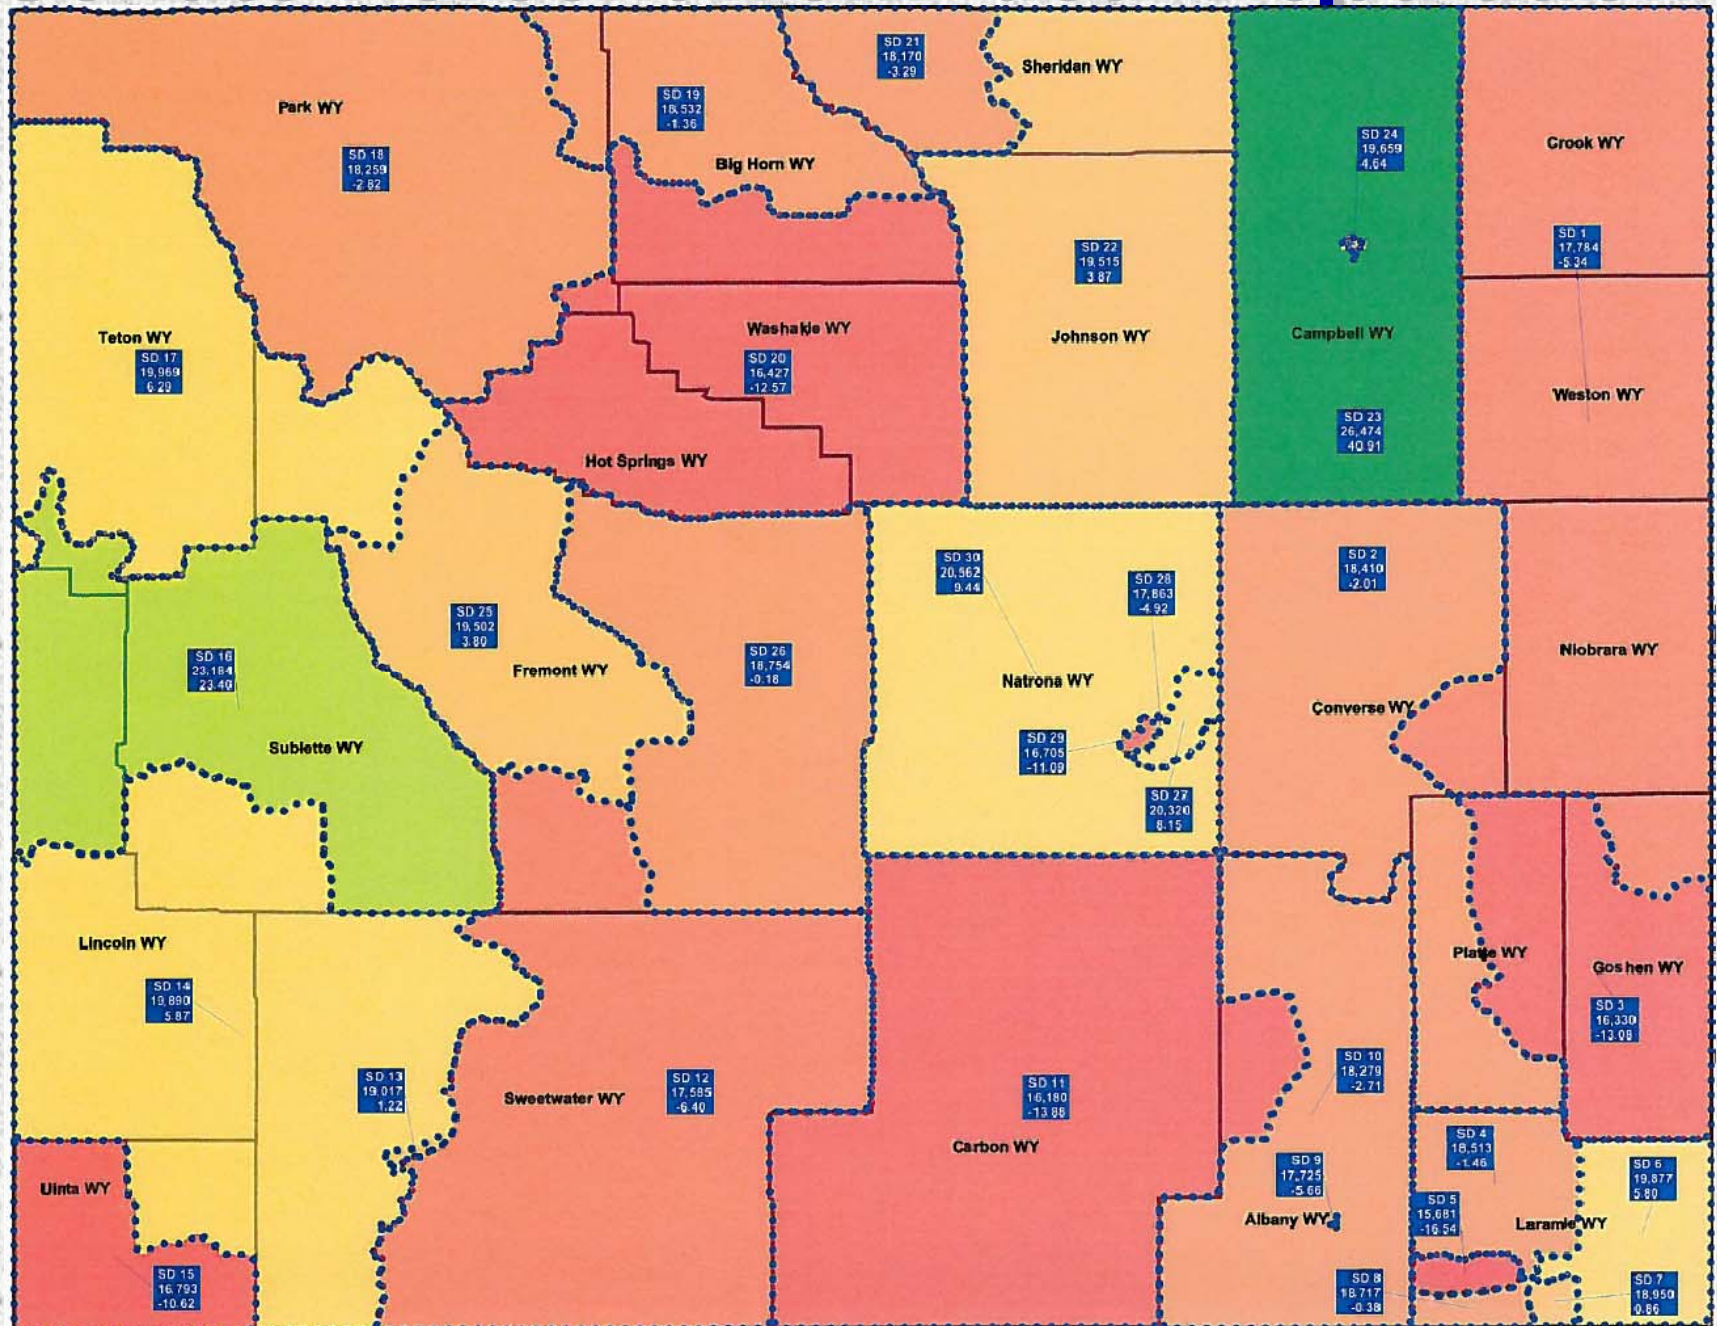 SD 21
18,170
-3.29
Sheridan WY
Park WY
SD 19
18,532
-1.36
SD 24
19,659
4.64
Crook WY
SD 18
18,259
-2.82
Big Horn WY
SD 22
19,515
3.87
SD 1
17,784
-5.34
Teton WY
SD 17
19,969
6.29
Washakie WY
SD 20
16,427
-12.57
Johnson WY
Campbell WY
Weston WY
SD 23
26,474
40.91
Hot Springs WY
SD 30
20,562
9.44
SD 28
17,863
-4.92
SD 2
18,410
-2.01
SD 25
19,502
3.80
SD 16
23,184
23.40
SD 26
18,754
-0.18
Fremont WY
Natrona WY
Niobrara WY
Converse WY
Sublette WY
SD 29
16,705
-11.09
SD 27
20,320
8.15
Lincoln WY
Platte WY
Goshen WY
SD 14
19,890
5.87
SD 3
16,330
-13.08
SD 13
19,017
1.22
Sweetwater WY
SD 12
17,585
-6.40
SD 11
16,180
-13.88
SD 10
18,279
-2.71
Carbon WY
SD 4
18,513
-1.46
Uinta WY
SD 9
17,725
-5.66
SD 6
19,877
5.80
Albany WY
SD 5
15,681
-16.54
Laramie WY
SD 15
16,793
-10.62
SD 8
18,717
-0.38
SD 7
18,950
0.86